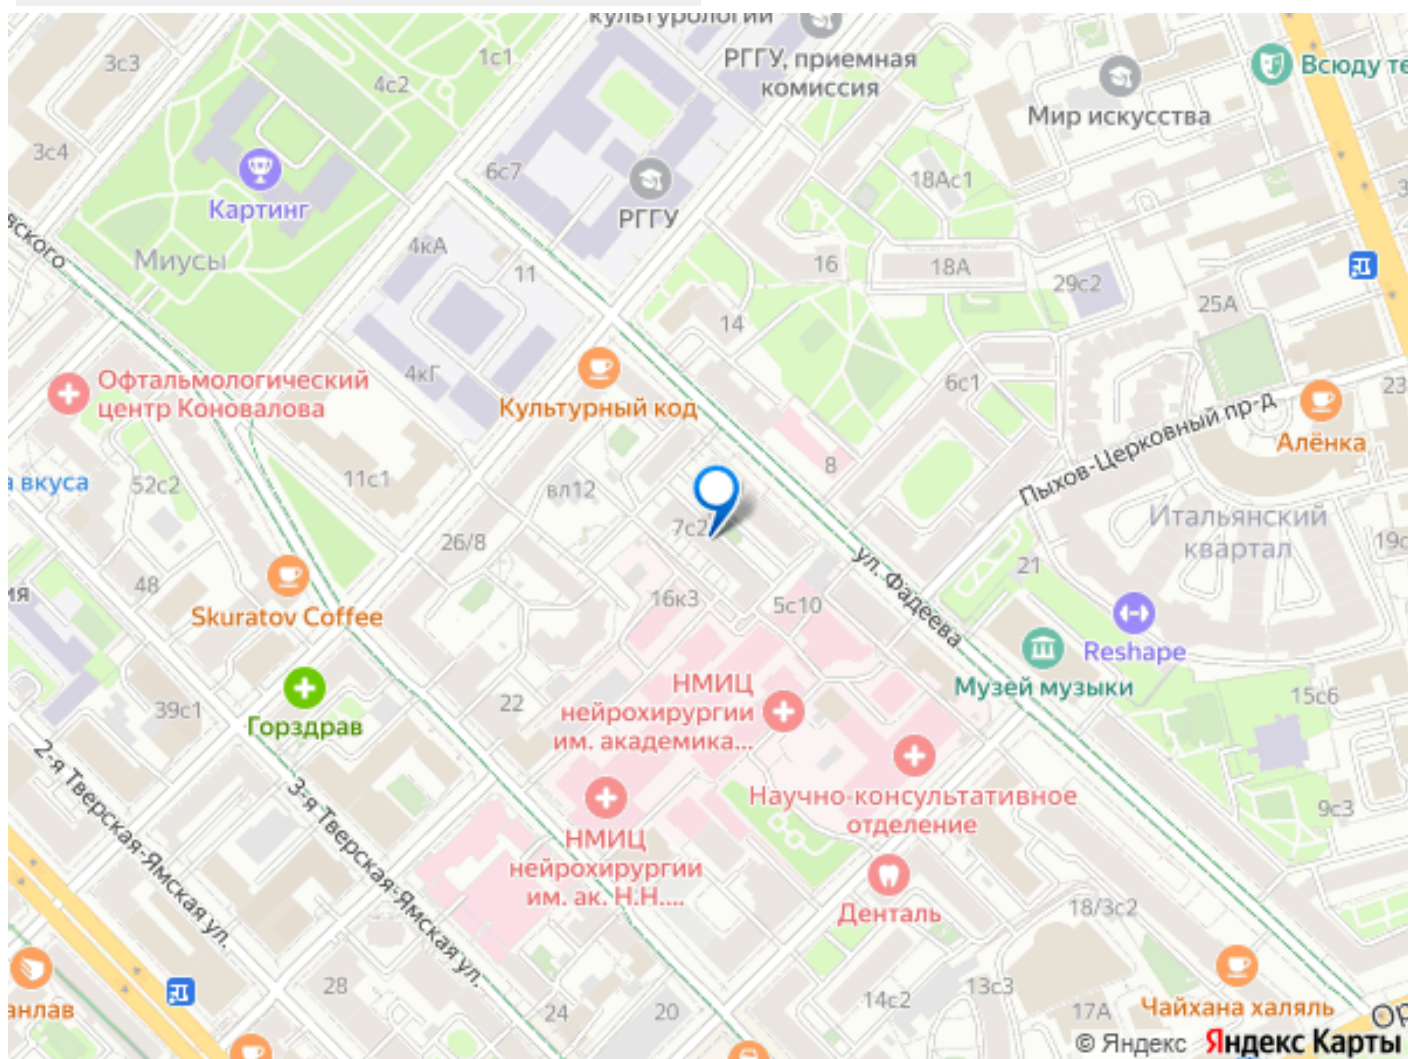 культурологии
РГГУ, приемная
комиссия
Мир искусства
3с3
4с2
1с1
3с4
Картинг
6с7
РГГУ
18Ас1
Миусы
4кА
11
16
18А
29с2
25А
14
4кГ
6с1
23
Офтальмологический
центр Коновалова
Культурный код
Пыхов-Церковный пр-д
Алёнка
вкуса
52с2
11с1
вл12
8
7с2
Итальянский
квартал
26/8
21
48
Skuratov Coffee
16к3
5с10
ул. Фадеева
Reshape
Музей музыки
НМИЦ
нейрохирургии
им. академика...
39с1
Горздрав
22
15с6
2-я Тверская-Ямская ул.
3-я Тверская-Ямская ул.
Научно-консультативное
отделение
9с3
НМИЦ
нейрохирургии
им. ак. Н.Н....
Денталь
18/3с2
28
24
20
14с2
13с3
17А
Чайхана халяль
© Яндекс Яндекс Карты